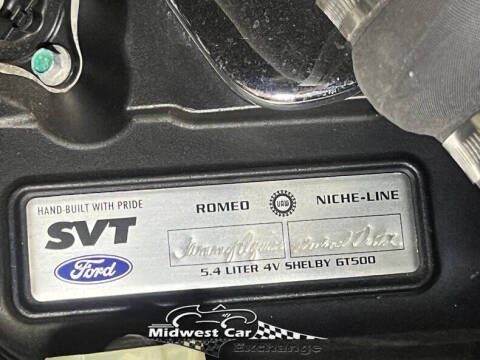 HAND-BUILT WITH PRIDE
ROMEO UAW NICHE-LINE
SVT
Ford
5.4 LITER 4V SHELBY GT500
Midwest Car
Exchange